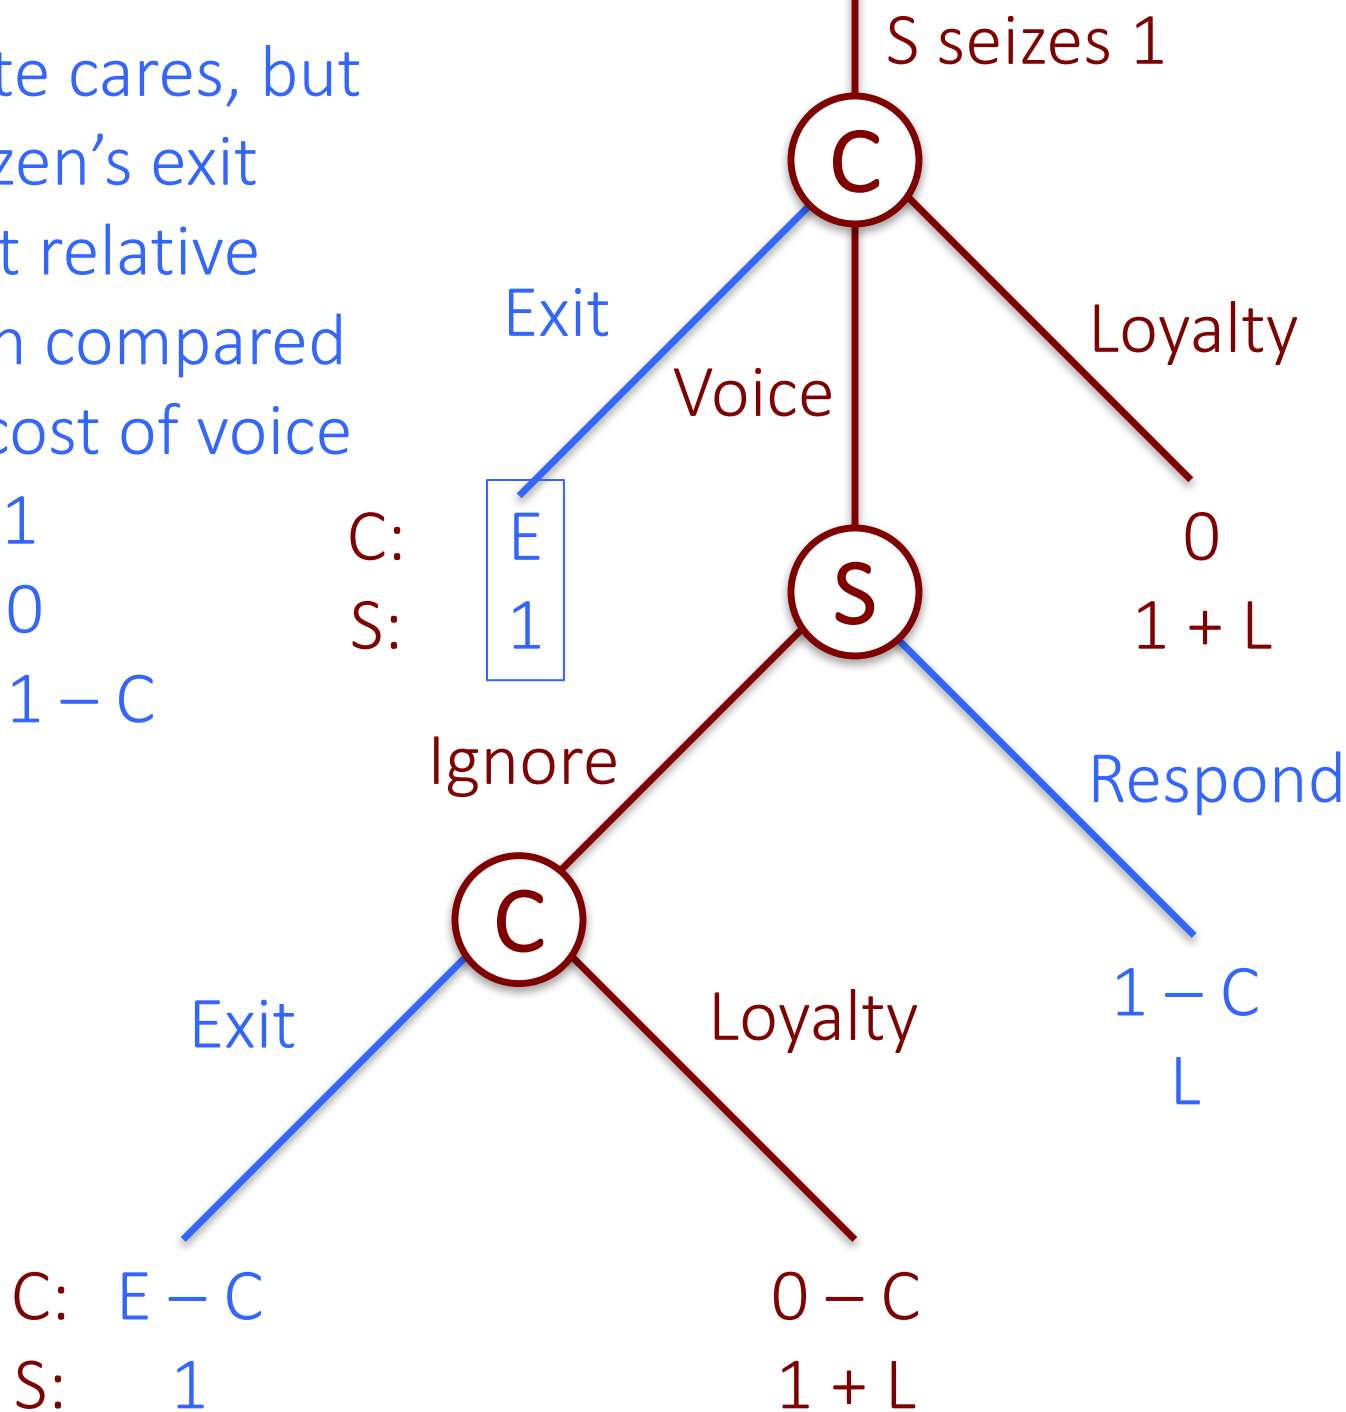 S seizes 1
te cares, but
C
zen’s exit
t relative
Exit
Loyalty
n compared
Voice
cost of voice
1
C: E 0
S
0
S: 1 1 + L
1 – C
Ignore
Respond
C
1 – C
Exit
Loyalty
L
C: E – C 0 – C
S: 1 1 + L